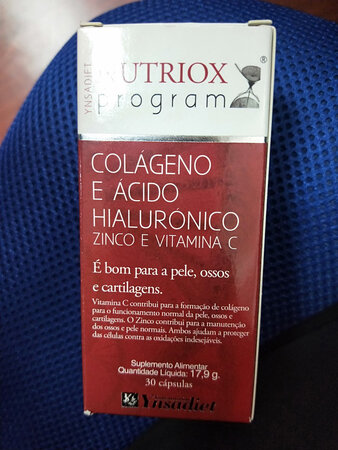 YNSADIET
NUTRIOX
program
®
COLÁGENO
E ÁCIDO
HIALURÓNICO
ZINCO E VITAMINA C
É bom para a pele, ossos
e cartilagens.
Vitamina C contribui para a formação de colágeno
para o funcionamento normal da pele, ossos e
cartilagens. O Zinco contribui para a manutenção
dos ossos e pele normais. Ambos ajudam a proteger
das células contra as oxidações indesejáveis.
Suplemento Alimentar
Quantidade Líquida: 17,9 g.
30 cápsulas
Ynsadiet